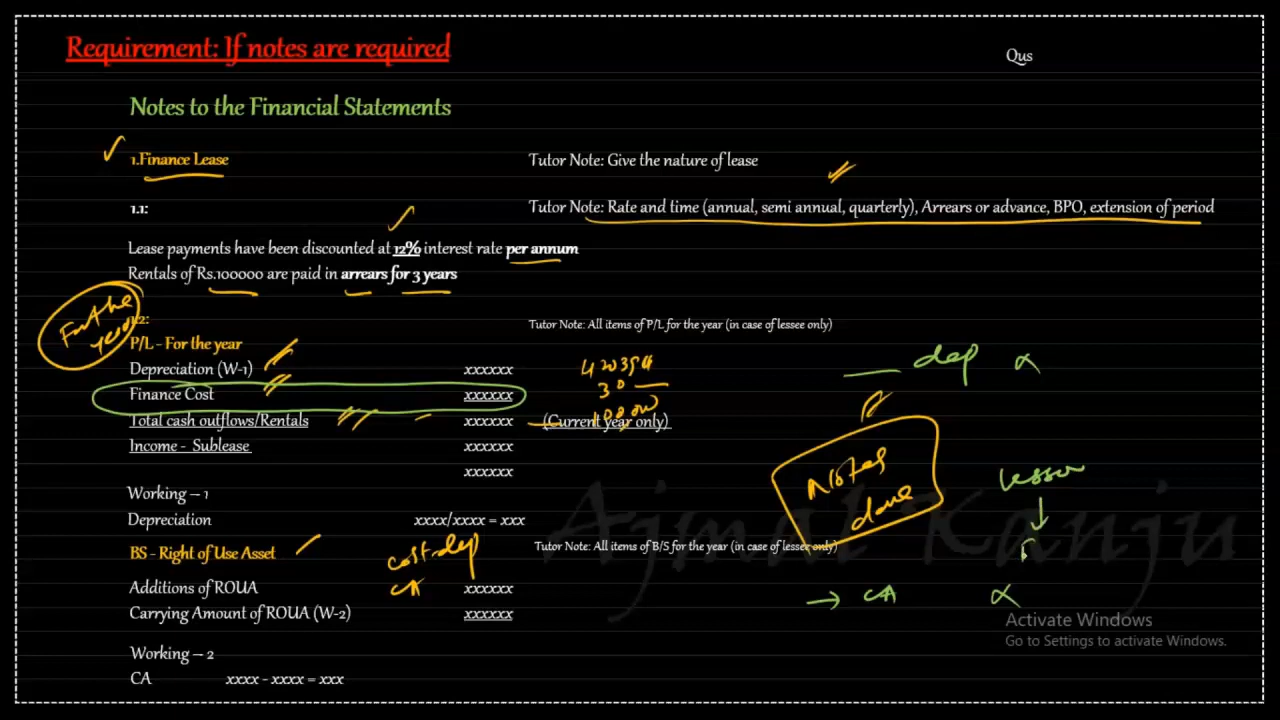 Requirement: If notes are required
Qus
Notes to the Financial Statements
1.Finance Lease
Tutor Note: Give the nature of lease
1.1:
Tutor Note: Rate and time (annual, semi annual, quarterly), Arrears or advance, BPO, extension of period
Lease payments have been discounted at 12% interest rate per annum
Rentals of Rs.100000 are paid in arrears for 3 years
For the
year
1.2:
Tutor Note: All items of P/L for the year (in case of lessee only)
P/L - For the year
dep
Depreciation (W-1) xxxxxx
Finance Cost xxxxxx
Total cash outflows/Rentals xxxxxx (Current year only)
Income - Sublease xxxxxx
xxxxxx
Notes
done
lessor
Working – 1
Depreciation xxxx/xxxx = xxx
Ajmal Kanju
BS - Right of Use Asset
cost-dep
Tutor Note: All items of B/S for the year (in case of lessee only)
CA
Additions of ROUA xxxxxx
Carrying Amount of ROUA (W-2) xxxxxx
→ CA
Activate Windows
Go to Settings to activate Windows.
Working – 2
CA xxxx - xxxx = xxx